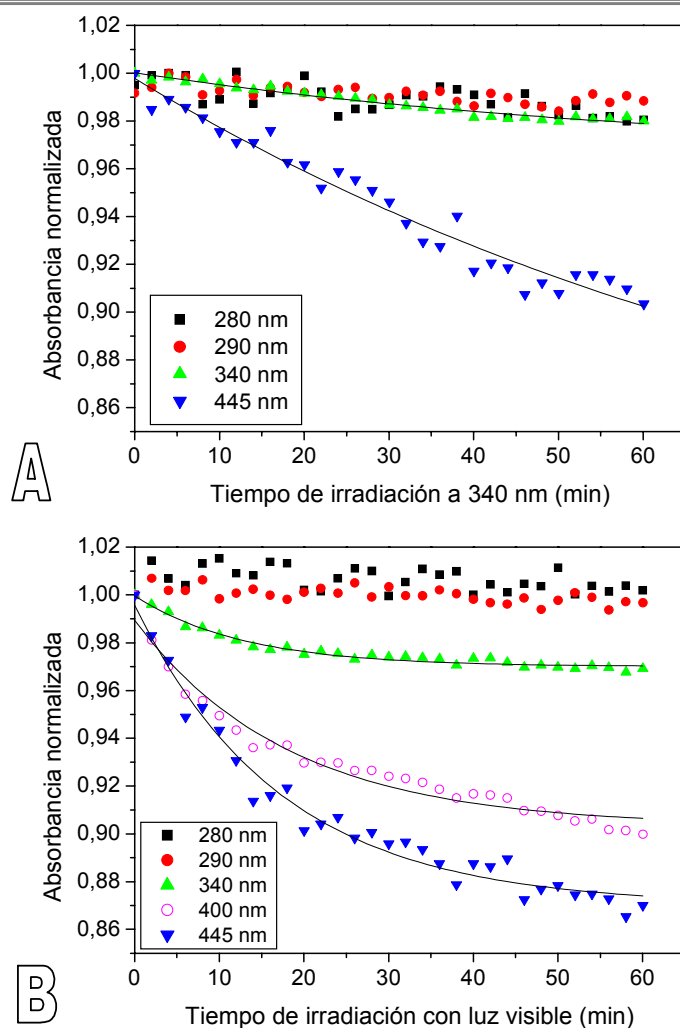 1,02
1,00
0,98
0,96
0,94
0,92
0,90
0,88
0,86
Absorbancia normalizada
280 nm
290 nm
340 nm
445 nm
0 10 20 30 40 50 60
Tiempo de irradiación a 340 nm (min)
A
1,02
1,00
0,98
0,96
0,94
0,92
0,90
0,88
0,86
Absorbancia normalizada
280 nm
290 nm
340 nm
400 nm
445 nm
0 10 20 30 40 50 60
Tiempo de irradiación con luz visible (min)
B